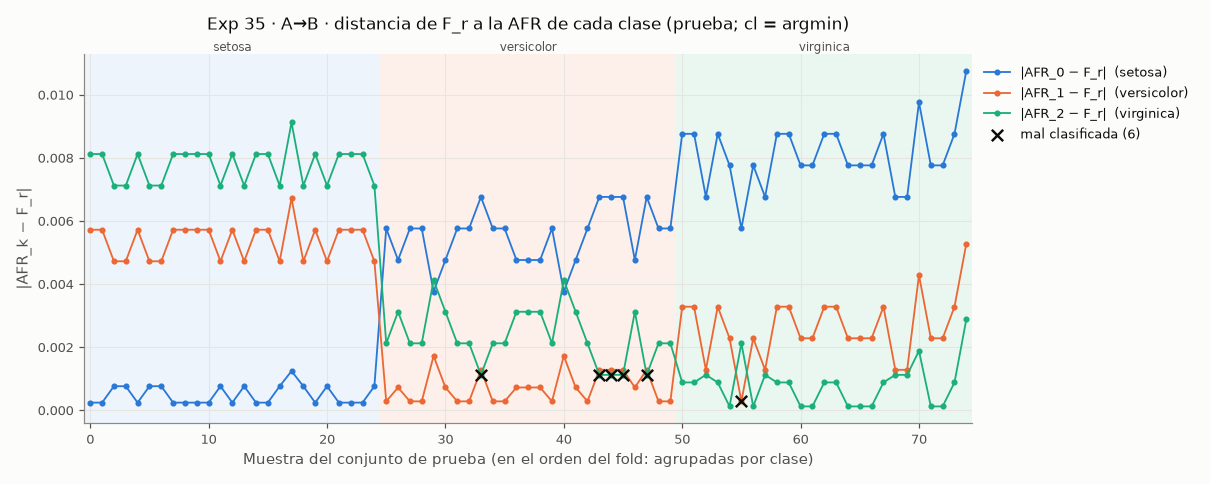 Exp 35 · A→B · distancia de F_r a la AFR de cada clase (prueba; cl = argmin)
setosa versicolor virginica
|AFR_0 − F_r| (setosa)
|AFR_1 − F_r| (versicolor)
|AFR_2 − F_r| (virginica)
mal clasificada (6)
|AFR_k − F_r|
0.010
0.008
0.006
0.004
0.002
0.000
0 10 20 30 40 50 60 70
Muestra del conjunto de prueba (en el orden del fold: agrupadas por clase)